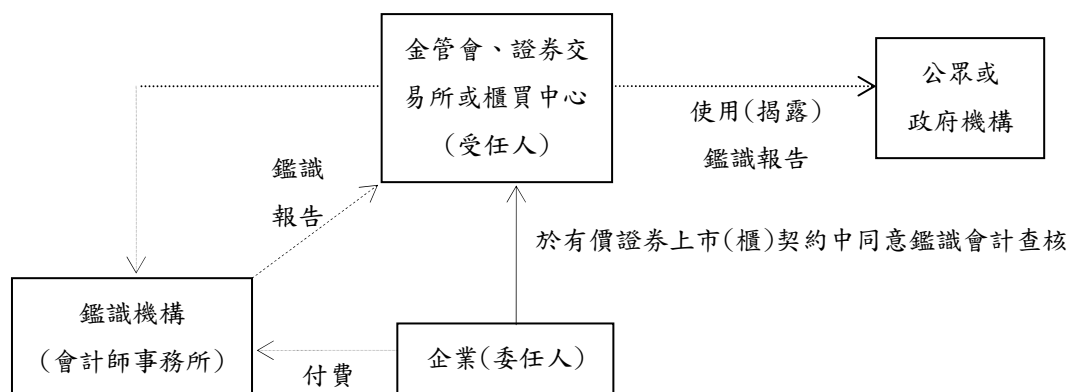 金管會、證券交
易所或櫃買中心
(受任人)
公眾或
政府機構
使用(揭露)
鑑識報告
鑑識
報告
於有價證券上市(櫃)契約中同意鑑識會計查核
鑑識機構
(會計師事務所)
企業(委任人)
付費